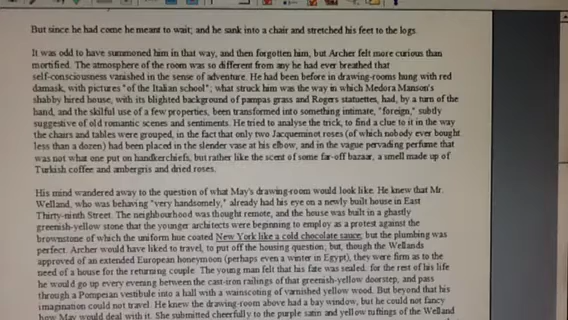 But since he had come he meant to wait; and he sank into a chair and stretched his feet to the logs.
It was odd to have summoned him in that way, and then forgotten him; but Archer felt more curious than
mortified. The atmosphere of the room was so different from any he had ever breathed that
self-consciousness vanished in the sense of adventure. He had been before in drawing-rooms hung with red
damask, with pictures "of the Italian school"; what struck him was the way in which Medora Manson's
shabby hired house, with its blighted background of pampas grass and Rogers statuettes, had, by a turn of the
hand, and the skilful use of a few properties, been transformed into something intimate, "foreign," subtly
suggestive of old romantic scenes and sentiments. He tried to analyse the trick, to find a clue to it in the way
the chairs and tables were grouped, in the fact that only two Jacqueminot roses (of which nobody ever bought
less than a dozen) had been placed in the slender vase at his elbow, and in the vague pervading perfume that
was not what one put on handkerchiefs, but rather like the scent of some far-off bazaar, a smell made up of
Turkish coffee and ambergris and dried roses.
His mind wandered away to the question of what May's drawing-room would look like. He knew that Mr.
Welland, who was behaving "very handsomely," already had his eye on a newly built house in East
Thirty-ninth Street. The neighbourhood was thought remote, and the house was built in a ghastly
greenish-yellow stone that the younger architects were beginning to employ as a protest against the
brownstone of which the uniform hue coated New York like a cold chocolate sauce; but the plumbing was
perfect. Archer would have liked to travel, to put off the housing question; but, though the Wellands
approved of an extended European honeymoon (perhaps even a winter in Egypt), they were firm as to the
need of a house for the returning couple. The young man felt that his fate was sealed: for the rest of his life
he would go up every evening between the cast-iron railings of that greenish-yellow doorstep, and pass
through a Pompeian vestibule into a hall with a wainscoting of varnished yellow wood. But beyond that his
imagination could not travel. He knew the drawing-room above had a bay window, but he could not fancy
how May would deal with it. She submitted cheerfully to the purple satin and yellow tuftings of the Welland